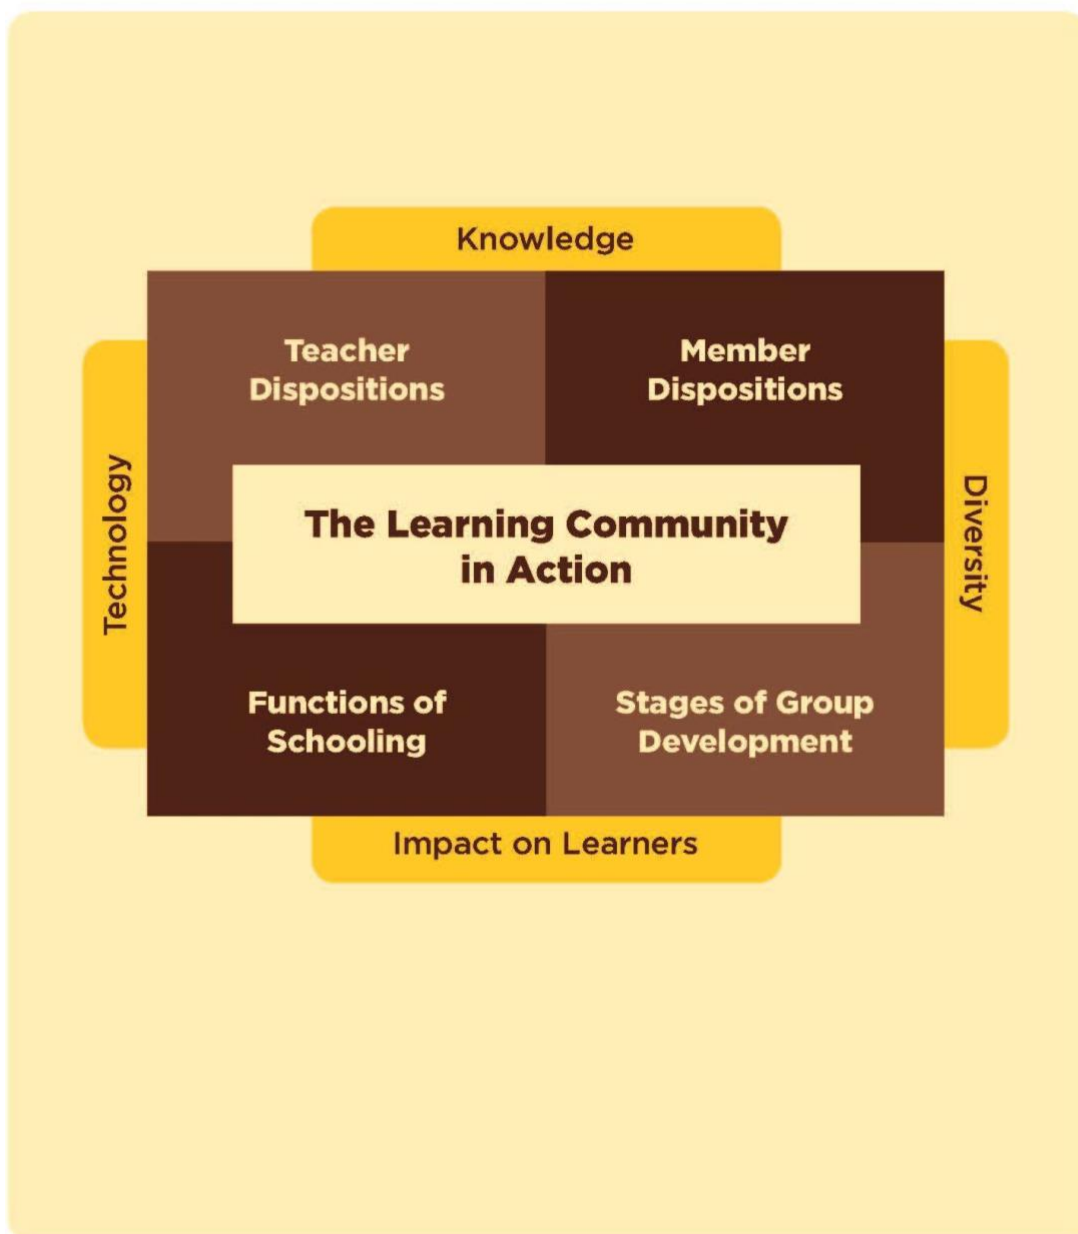 Knowledge
Teacher
Dispositions
Member
Dispositions
Technology
The Learning Community
in Action
Diversity
Functions of
Schooling
Stages of Group
Development
Impact on Learners